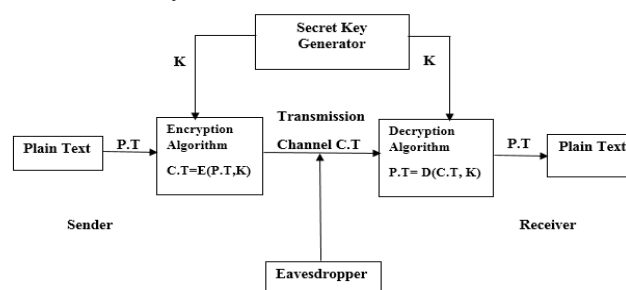 Secret Key
Generator
K
K
Encryption
Algorithm
C.T=E(P.T,K)
Transmission
Channel C.T
Decryption
Algorithm
P.T= D(C.T, K)
Plain Text
P.T
P.T
Plain Text
Sender
Receiver
Eavesdropper